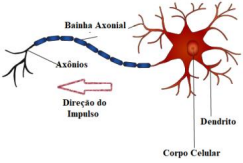 Bainha Axonial
Axônios
Direção do
Impulso
Dendrito
Corpo Celular